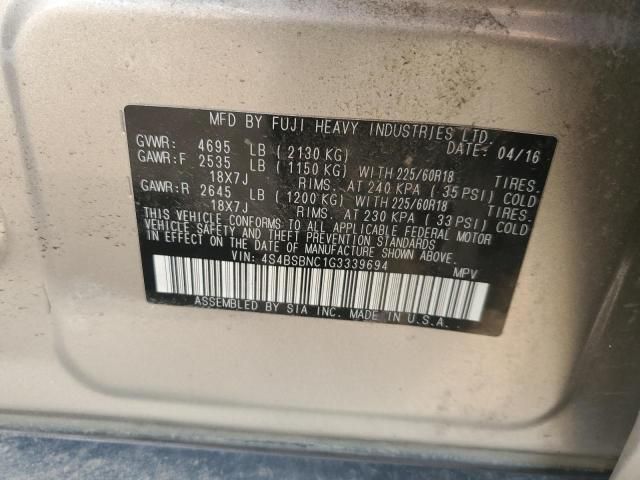 MFD BY FUJI HEAVY INDUSTRIES LTD.
GVWR: 4695 LB (2130 KG) DATE: 04/16
GAWR:F 2535 LB (1150 KG) WITH 225/60R18 TIRES.
18X7J RIMS. AT 240 KPA (35 PSI) COLD
GAWR:R 2645 LB (1200 KG) WITH 225/60R18 TIRES.
18X7J RIMS. AT 230 KPA (33 PSI) COLD
THIS VEHICLE CONFORMS TO ALL APPLICABLE FEDERAL MOTOR
VEHICLE SAFETY AND THEFT PREVENTION STANDARDS
IN EFFECT ON THE DATE OF MANUFACTURE SHOWN ABOVE
VIN: 4S4BSBNC1G3339694 MPV
ASSEMBLED BY SIA INC. MADE IN U.S.A.